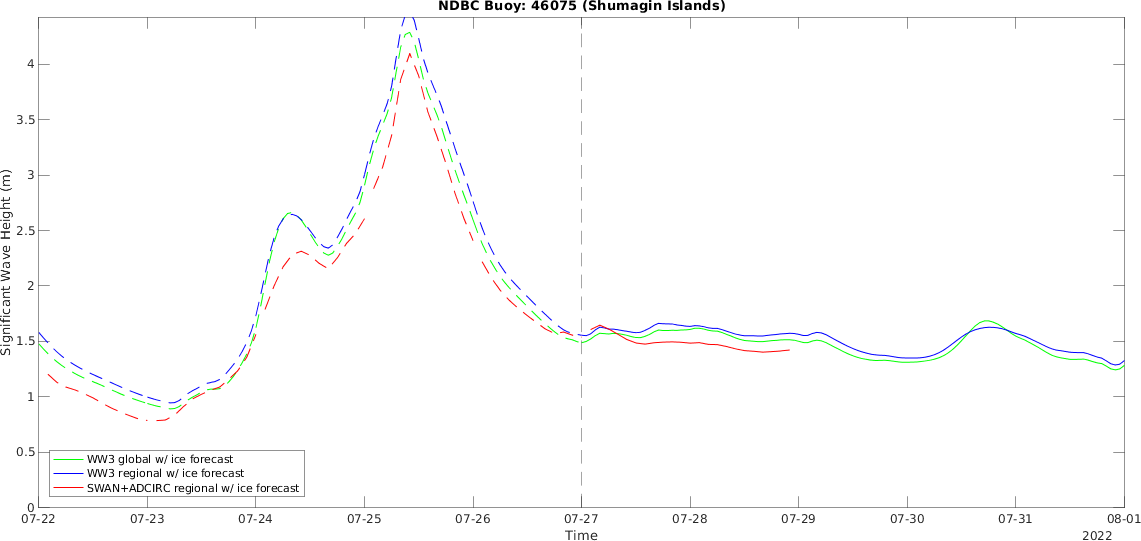 NDBC Buoy: 46075 (Shumagin Islands)
Significant Wave Height (m)
4
3.5
3
2.5
2
1.5
1
0.5
0
WW3 global w/ ice forecast
WW3 regional w/ ice forecast
SWAN+ADCIRC regional w/ ice forecast
07-22 07-23 07-24 07-25 07-26 07-27 07-28 07-29 07-30 07-31 08-01
Time
2022